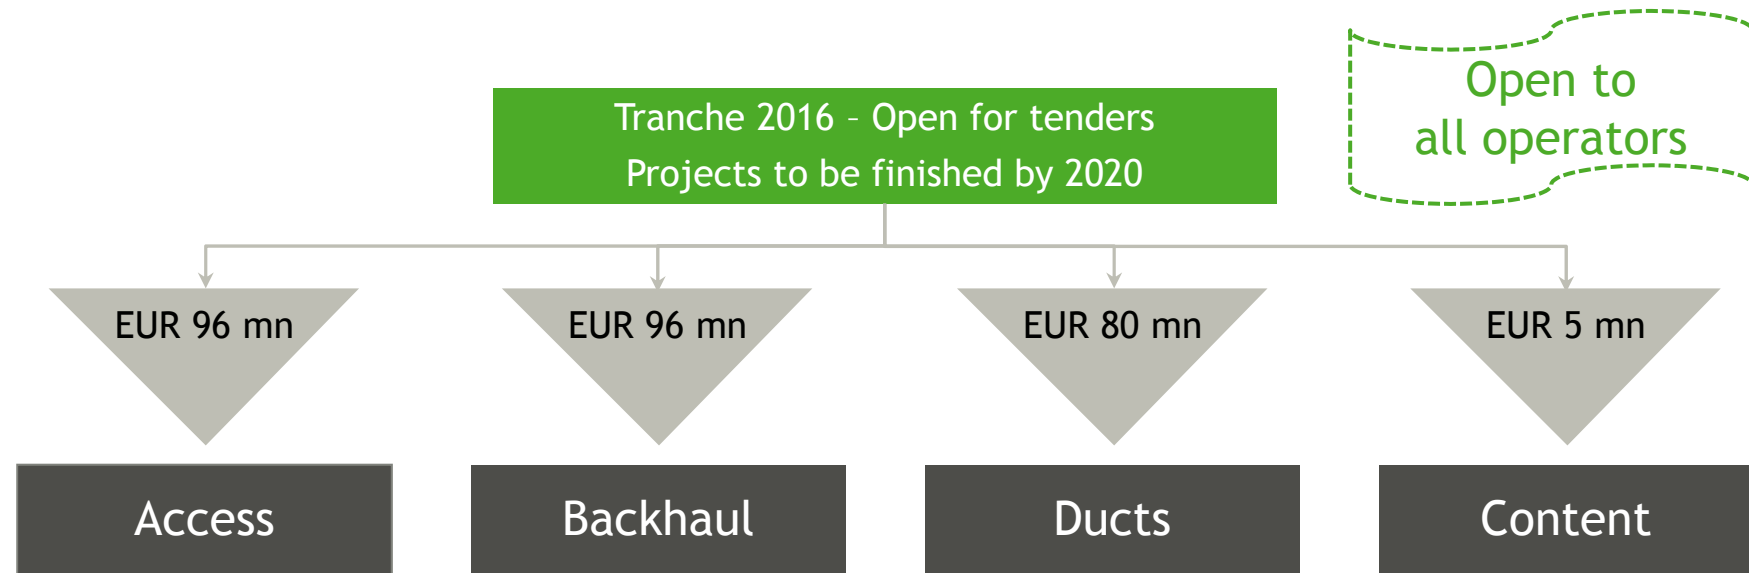 Open to
all operators
Tranche 2016 – Open for tenders
Projects to be finished by 2020
EUR 96 mn
EUR 96 mn
EUR 80 mn
EUR 5 mn
Access
Backhaul
Ducts
Content